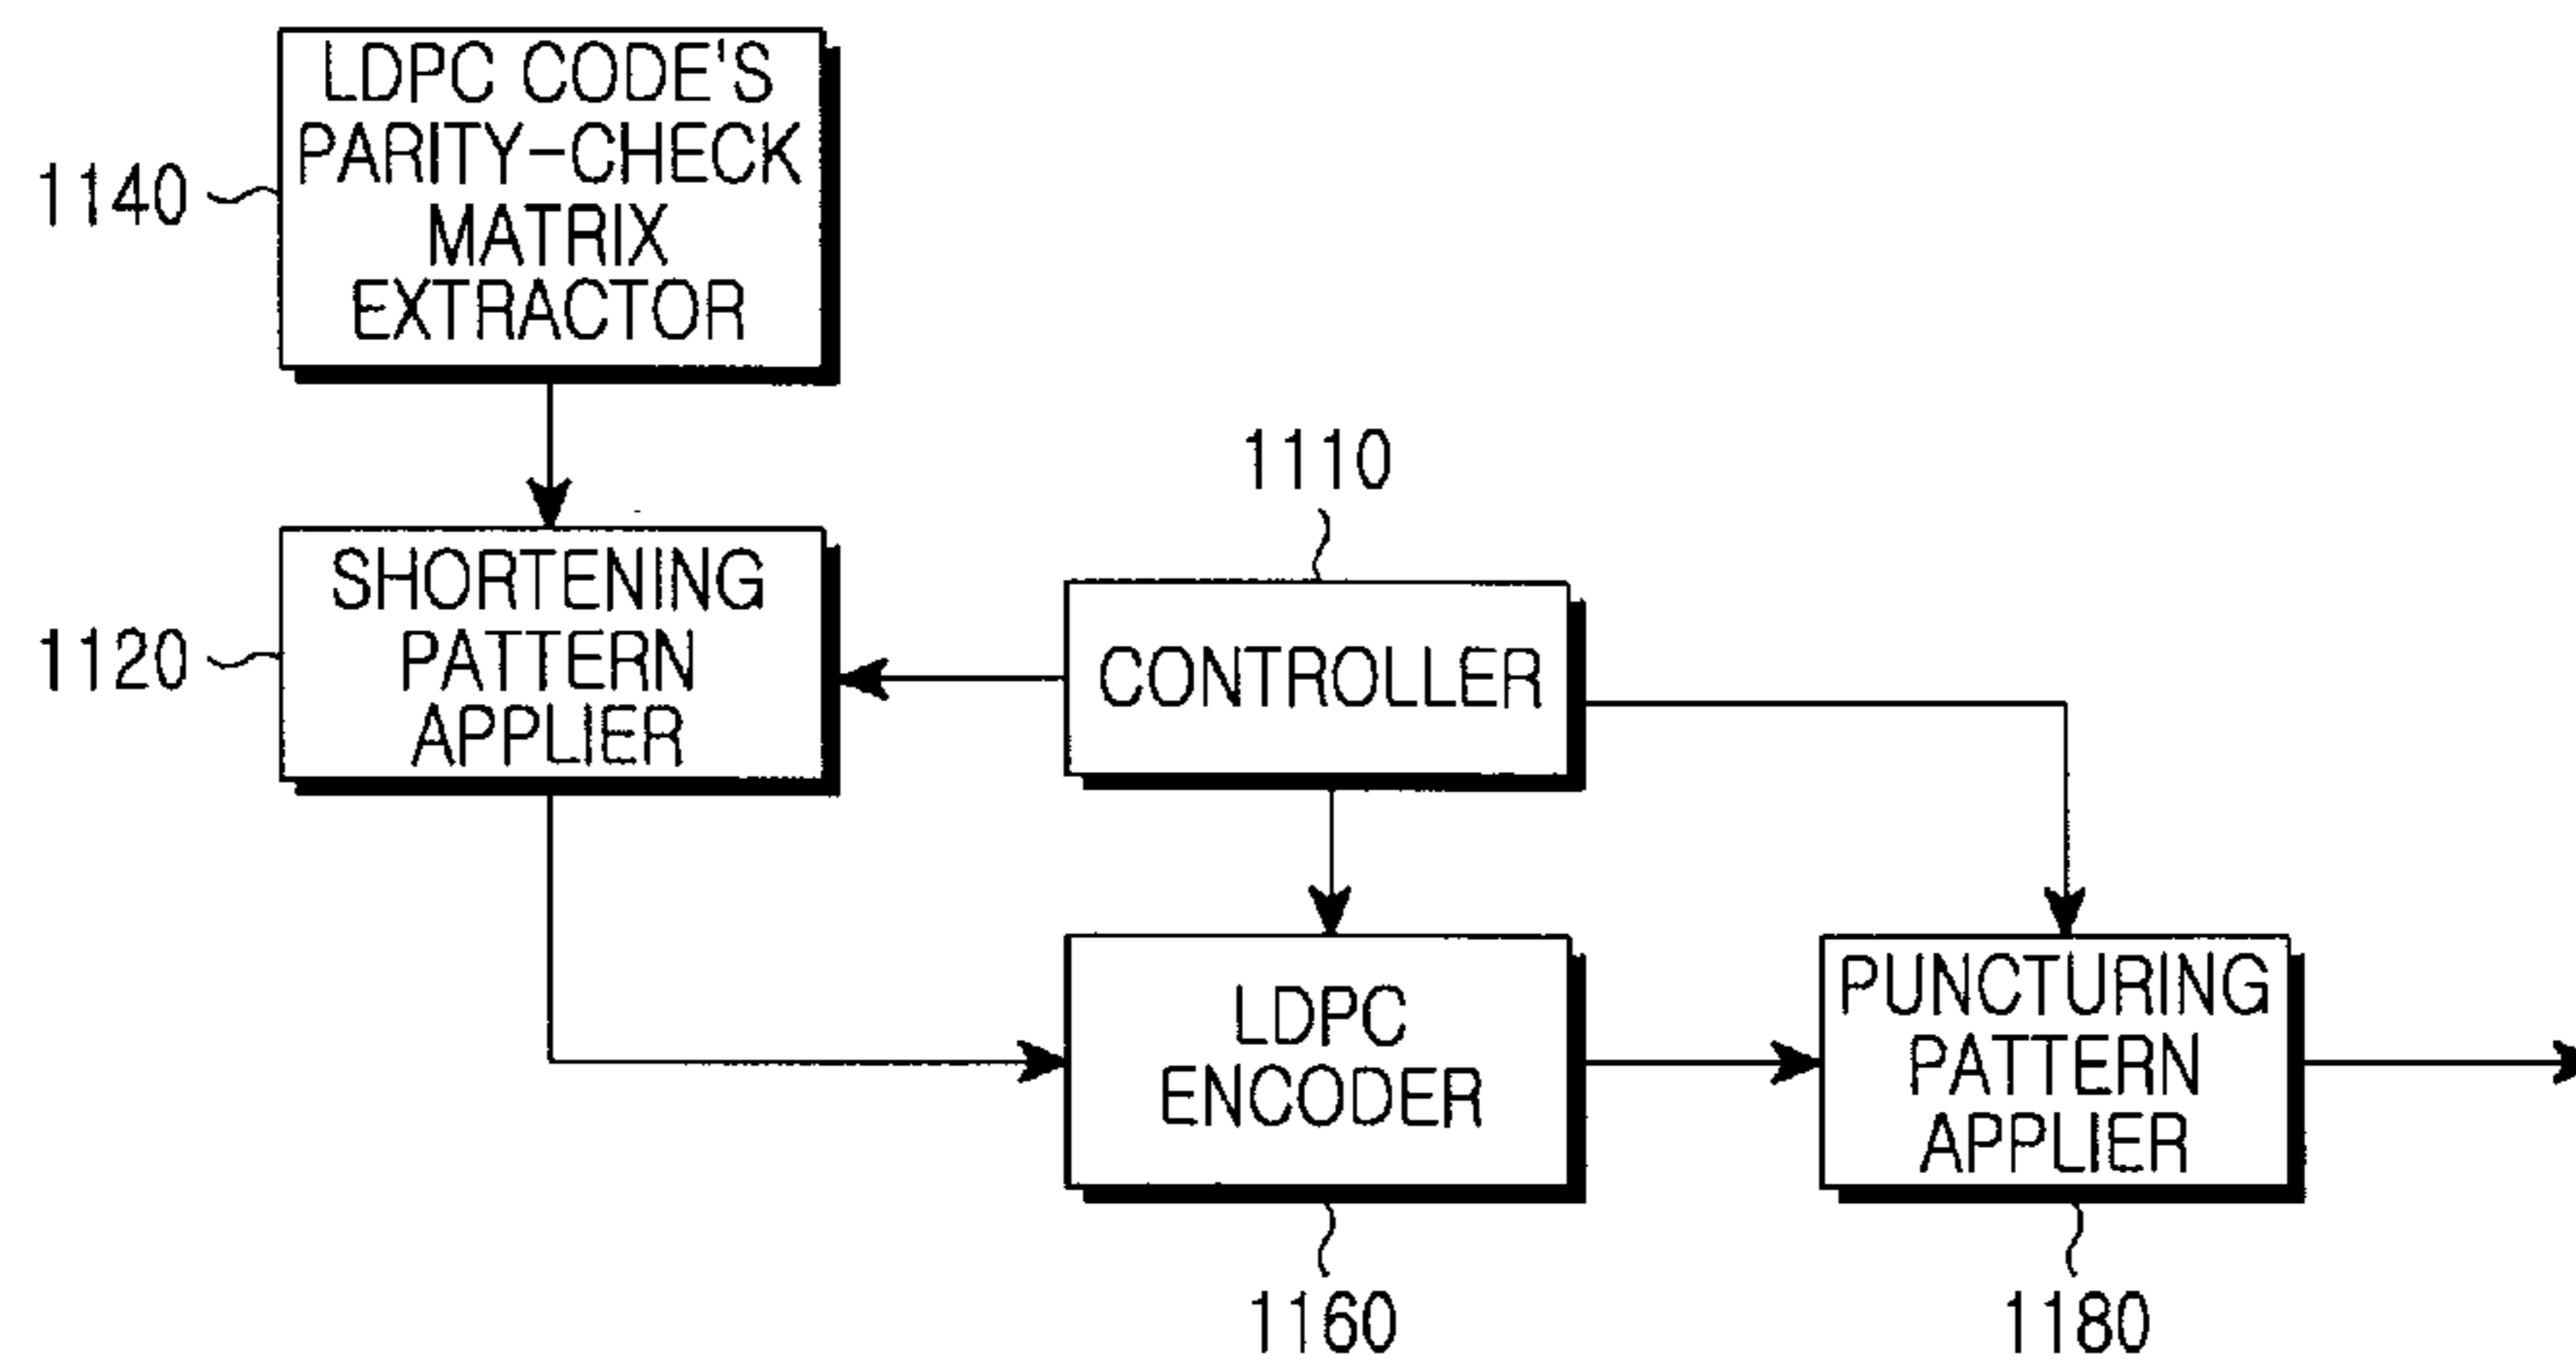 LDPC CODE'S
PARITY-CHECK
MATRIX
EXTRACTOR
1140
1110
SHORTENING
PATTERN
APPLIER
1120
CONTROLLER
LDPC
ENCODER
PUNCTURING
PATTERN
APPLIER
1160
1180